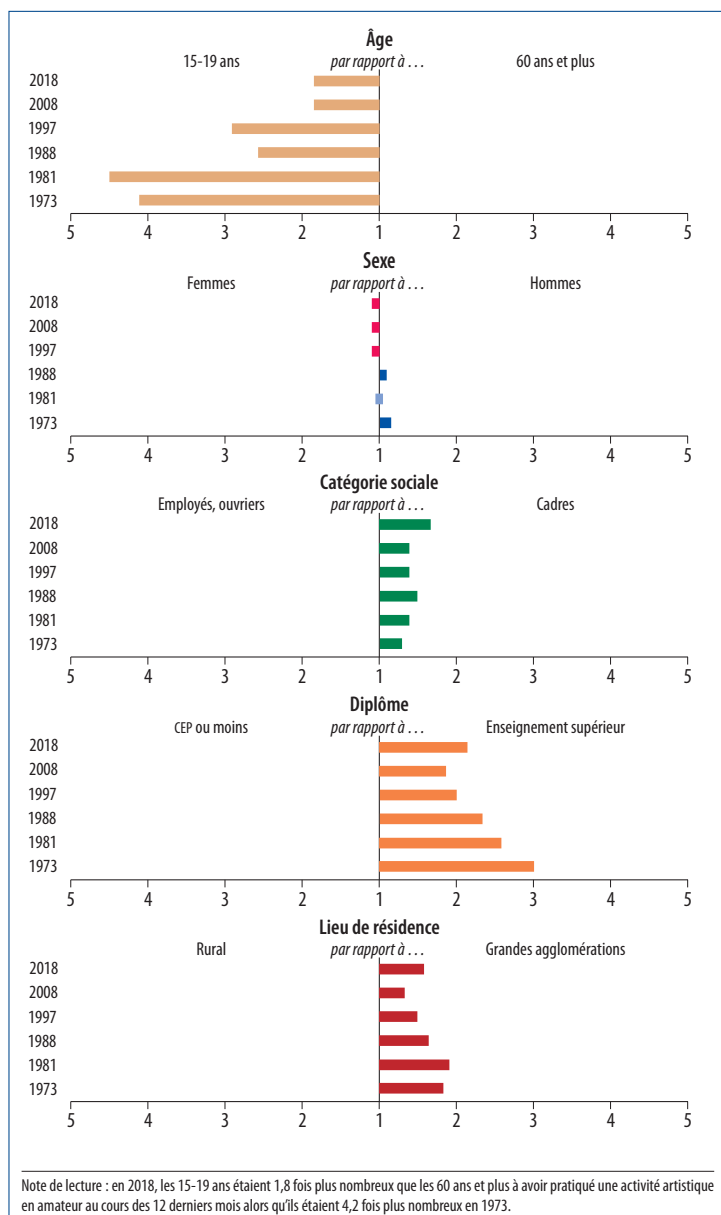 Âge
15-19 ans par rapport à … 60 ans et plus
2018
2008
1997
1988
1981
1973
5 4 3 2 1 2 3 4 5
Sexe
Femmes par rapport à … Hommes
2018
2008
1997
1988
1981
1973
5 4 3 2 1 2 3 4 5
Catégorie sociale
Employés, ouvriers par rapport à … Cadres
2018
2008
1997
1988
1981
1973
5 4 3 2 1 2 3 4 5
Diplôme
CEP ou moins par rapport à … Enseignement supérieur
2018
2008
1997
1988
1981
1973
5 4 3 2 1 2 3 4 5
Lieu de résidence
Rural par rapport à … Grandes agglomérations
2018
2008
1997
1988
1981
1973
5 4 3 2 1 2 3 4 5
Note de lecture : en 2018, les 15-19 ans étaient 1,8 fois plus nombreux que les 60 ans et plus à avoir pratiqué une activité artistique
en amateur au cours des 12 derniers mois alors qu'ils étaient 4,2 fois plus nombreux en 1973.